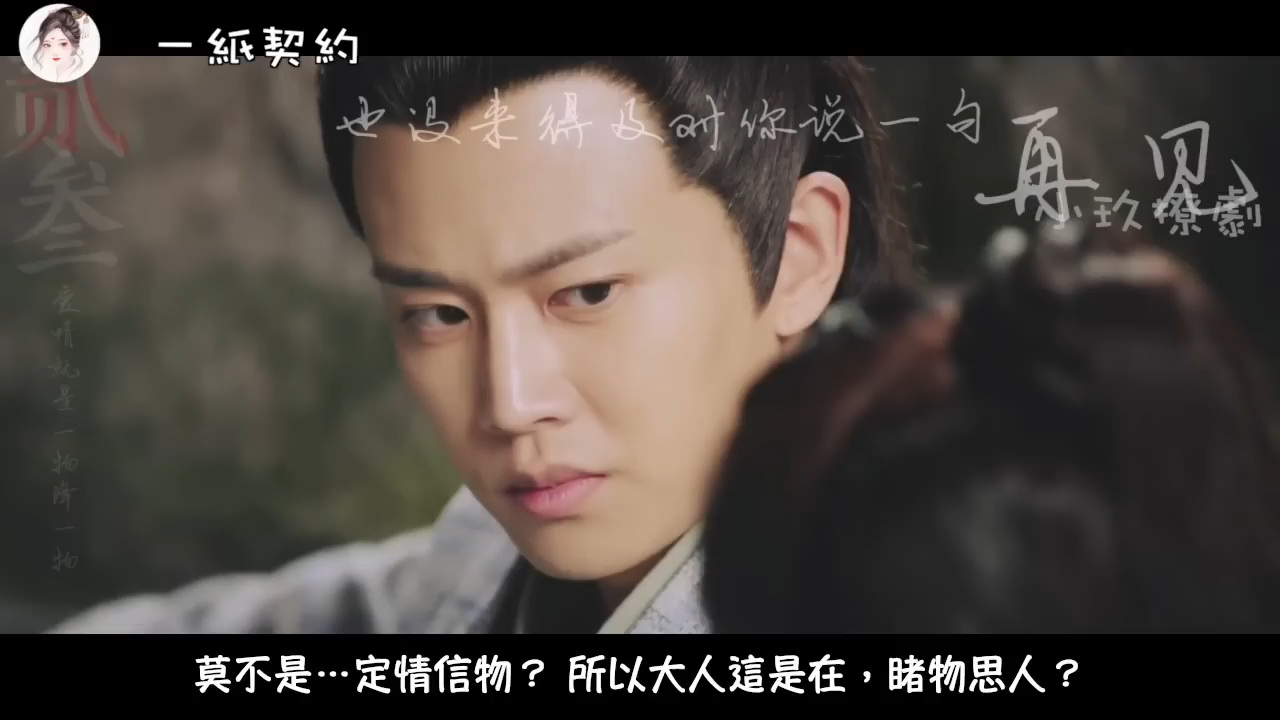 一紙契約
也没来得及对你说一句
再见
小玖撩劇
贰叁
爱情就是一物降一物
莫不是…定情信物？ 所以大人這是在，睹物思人？